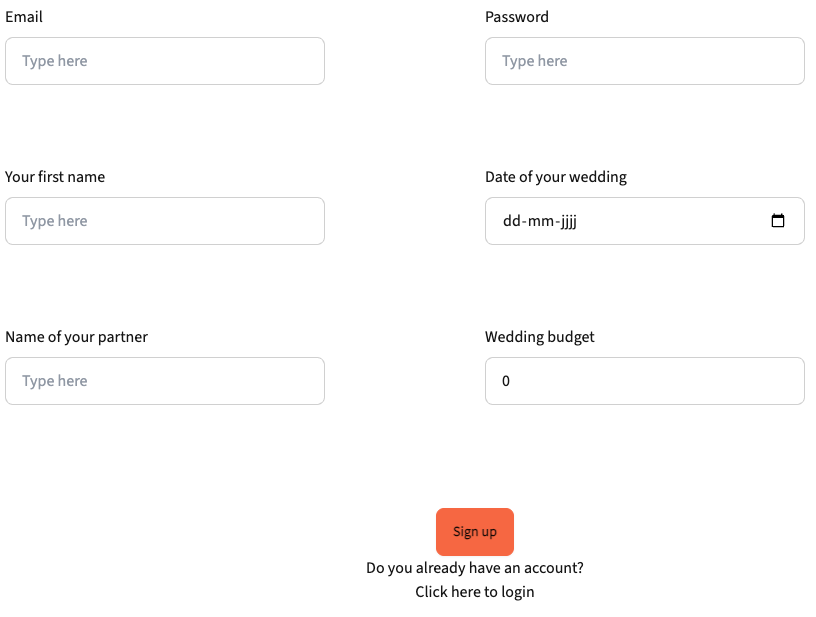 Email
Password
Type here
Type here
Your first name
Date of your wedding
Type here
dd-mm-jjjj
Name of your partner
Wedding budget
Type here
0
Sign up
Do you already have an account?
Click here to login